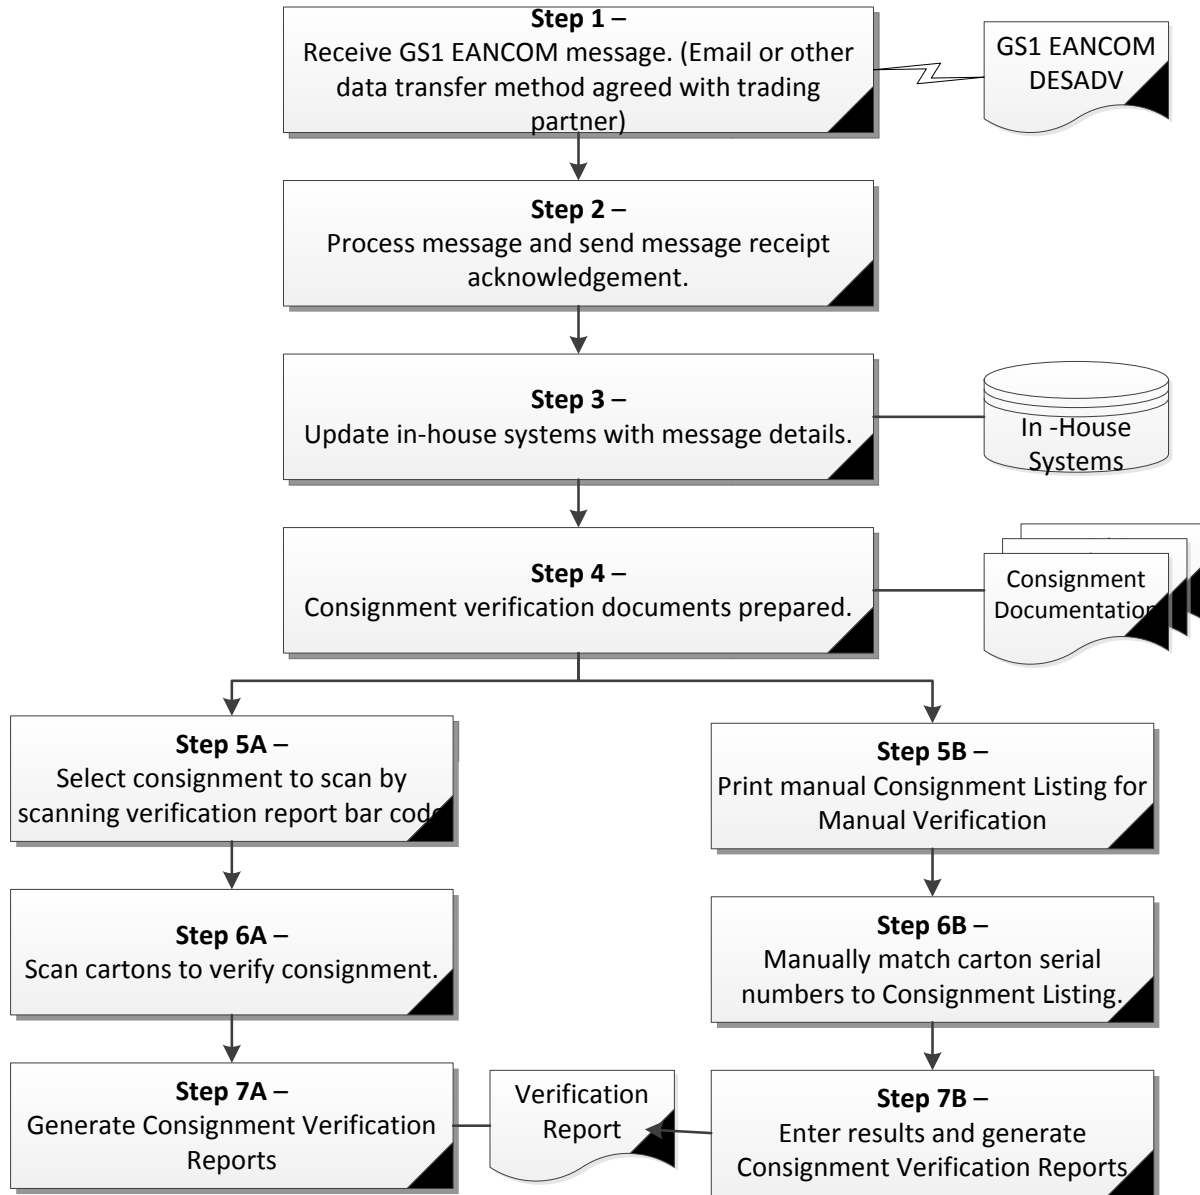 Step 1 –
Receive GS1 EANCOM message. (Email or other
data transfer method agreed with trading
partner)
GS1 EANCOM
DESADV
Step 2 –
Process message and send message receipt
acknowledgement.
Step 3 –
Update in-house systems with message details.
In -House
Systems
Step 4 –
Consignment verification documents prepared.
Consignment
Documentation
Step 5A –
Select consignment to scan by
scanning verification report bar code
Step 5B –
Print manual Consignment Listing for
Manual Verification
Step 6A –
Scan cartons to verify consignment.
Step 6B –
Manually match carton serial
numbers to Consignment Listing.
Step 7A –
Generate Consignment Verification
Reports
Verification
Report
Step 7B –
Enter results and generate
Consignment Verification Reports